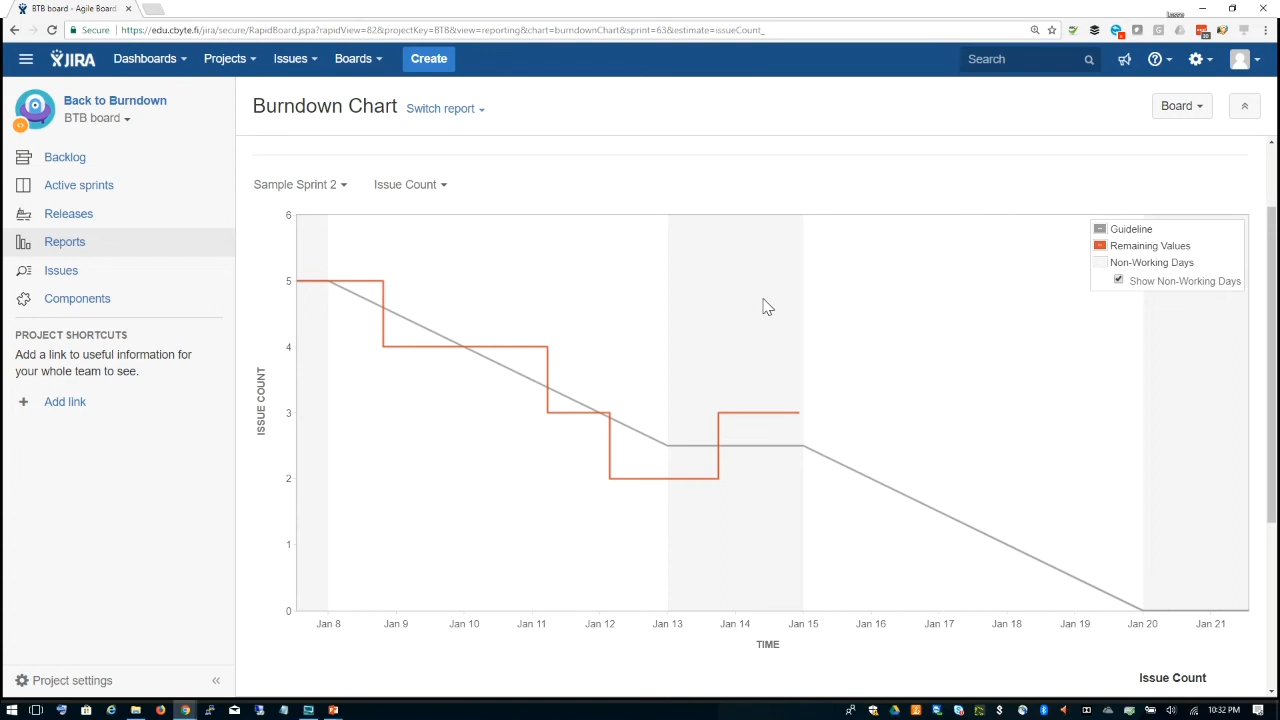 BTB board - Agile Board
Secure https://edu.cbyte.fi/jira/secure/RapidBoard.jspa?rapidView=82&projectKey=BTB&view=reporting&chart=burndownChart&sprint=63&estimate=issueCount_
JIRA Dashboards Projects Issues Boards Create Search
Back to Burndown
BTB board
Backlog
Active sprints
Releases
Reports
Issues
Components
PROJECT SHORTCUTS
Add a link to useful information for
your whole team to see.
+ Add link
Project settings
Burndown Chart Switch report
Board
Sample Sprint 2 Issue Count
Guideline
Remaining Values
Non-Working Days
Show Non-Working Days
6
5
4
3
2
1
0
ISSUE COUNT
Jan 8 Jan 9 Jan 10 Jan 11 Jan 12 Jan 13 Jan 14 Jan 15 Jan 16 Jan 17 Jan 18 Jan 19 Jan 20 Jan 21
TIME
Issue Count
10:32 PM